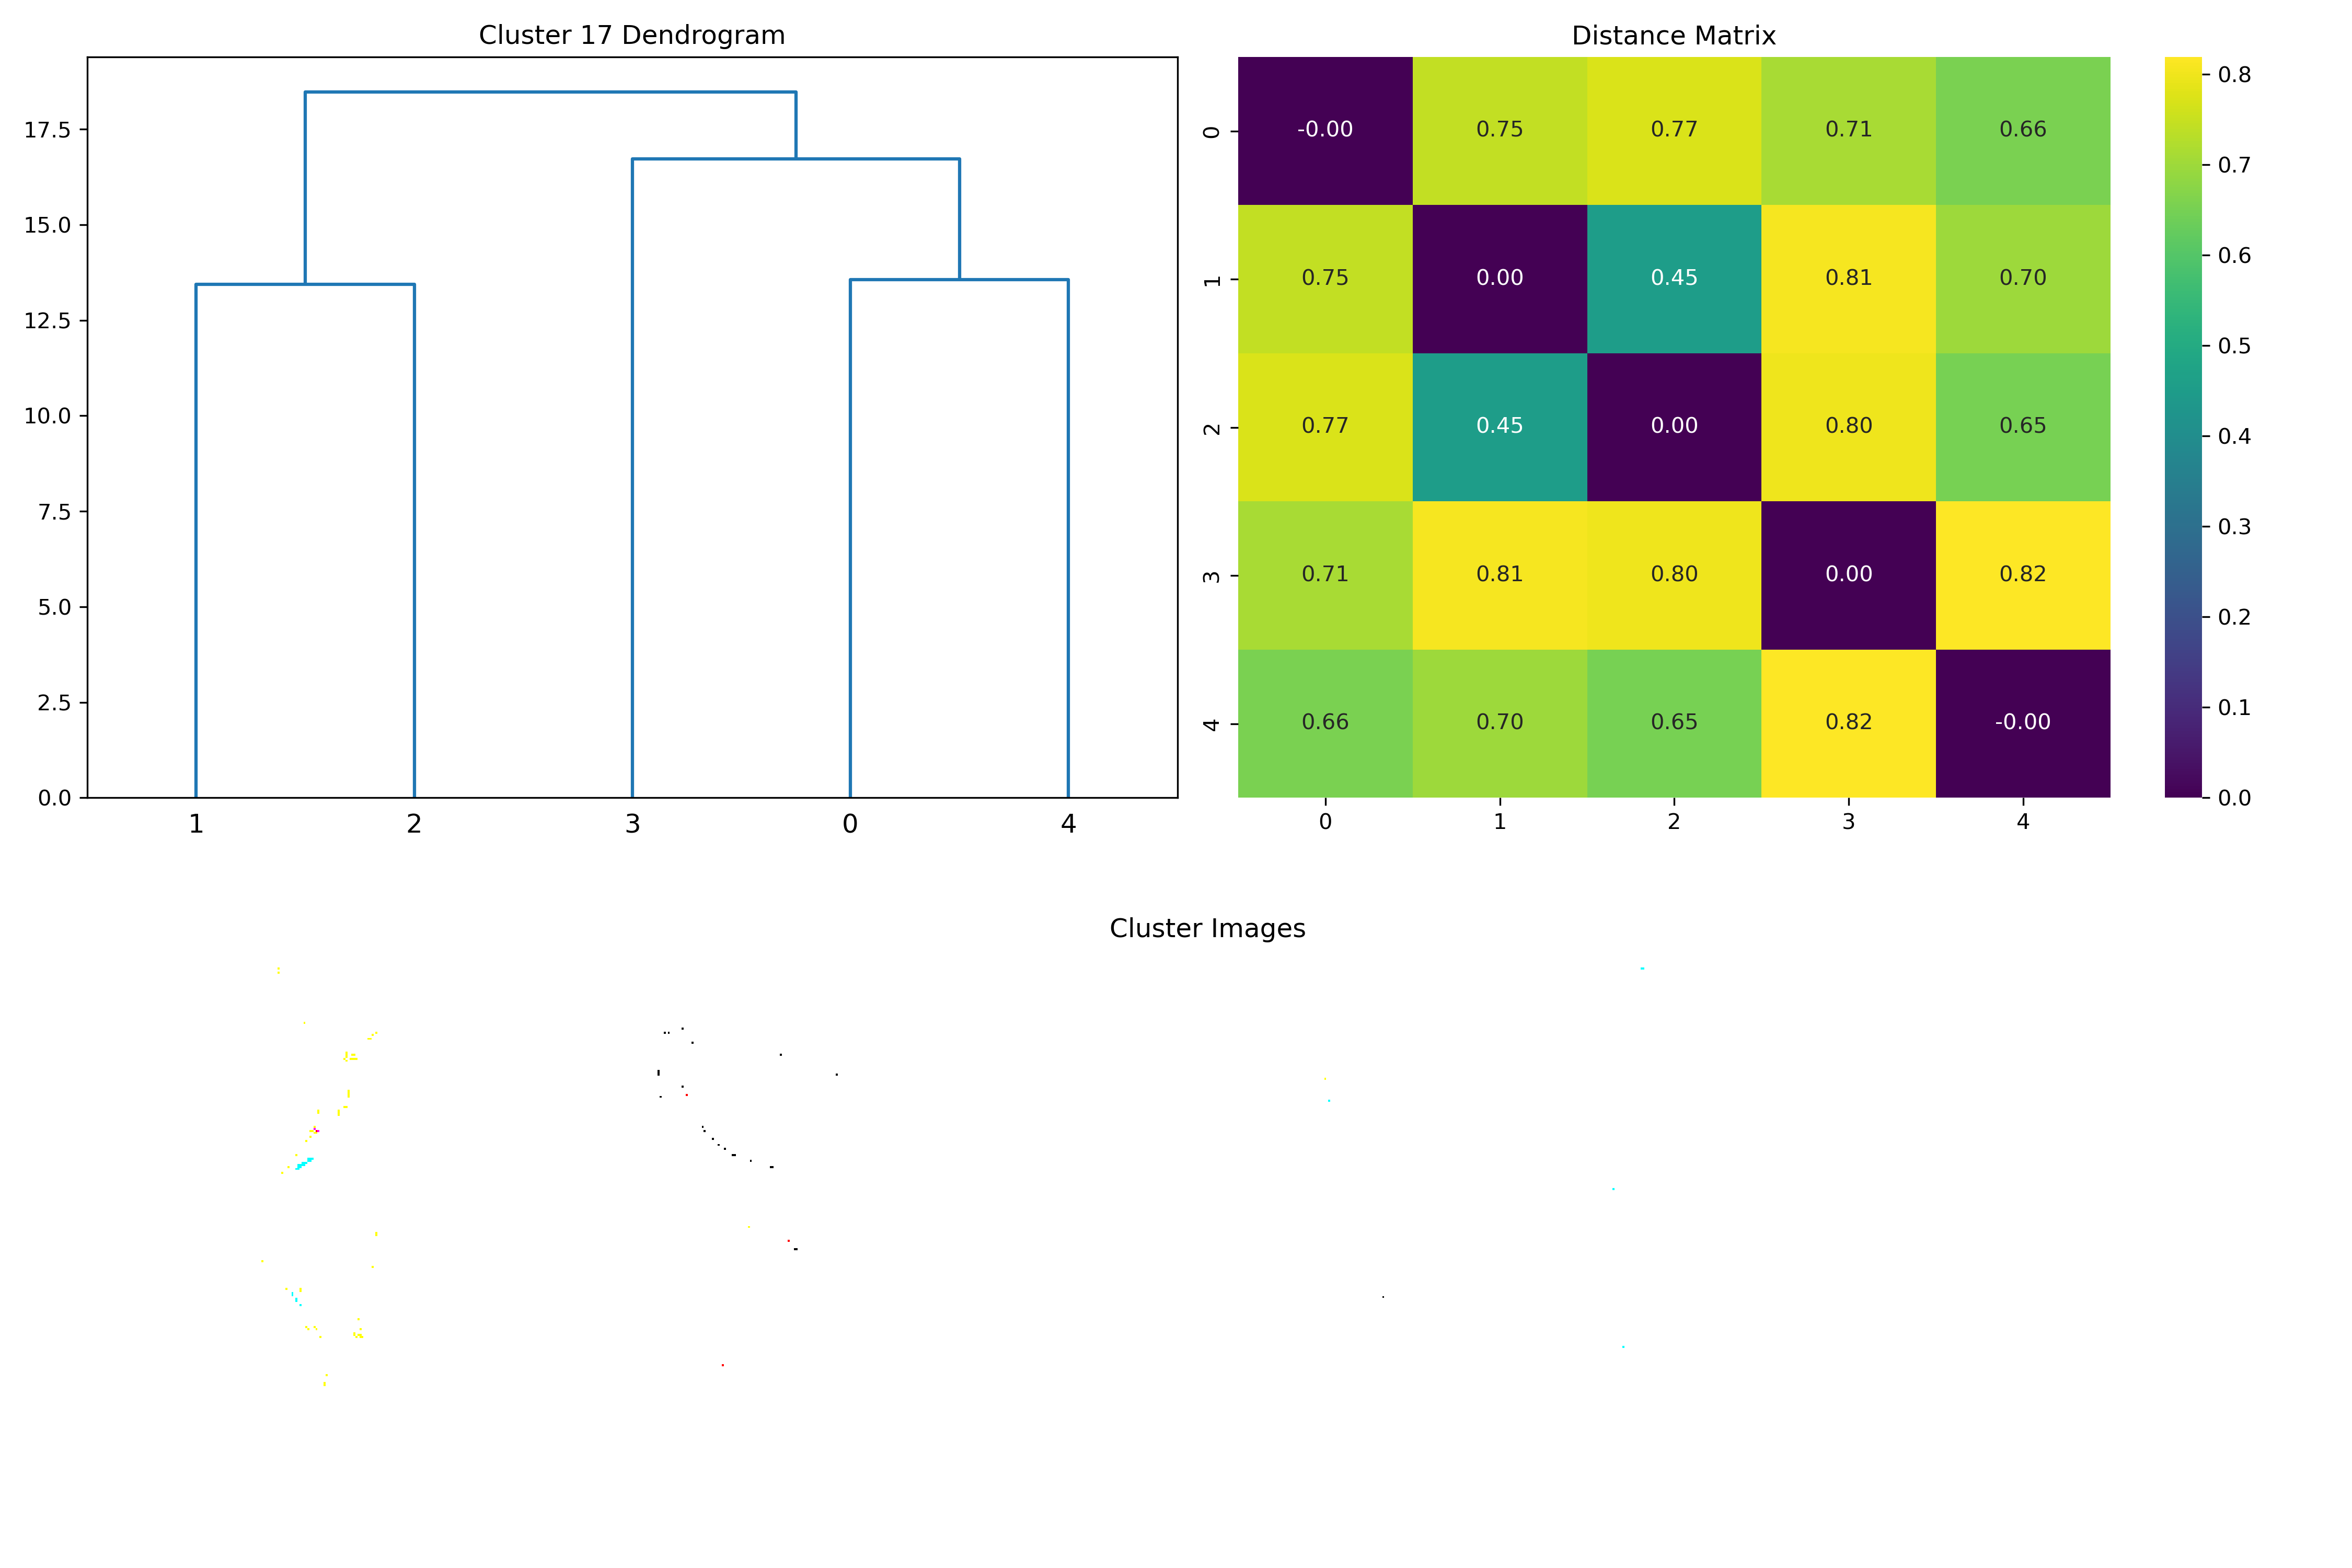 Cluster 17 Dendrogram
17.5
15.0
12.5
10.0
7.5
5.0
2.5
0.0
1 2 3 0 4
Distance Matrix
0 -0.00 0.75 0.77 0.71 0.66
1 0.75 0.00 0.45 0.81 0.70
2 0.77 0.45 0.00 0.80 0.65
3 0.71 0.81 0.80 0.00 0.82
4 0.66 0.70 0.65 0.82 -0.00
0 1 2 3 4
0.8
0.7
0.6
0.5
0.4
0.3
0.2
0.1
0.0
Cluster Images